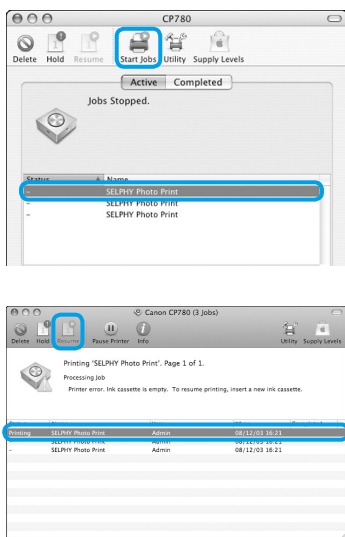 CP780
Delete Hold Resume Start Jobs Utility Supply Levels
Active Completed
Jobs Stopped.
Status Name
- SELPHY Photo Print
- SELPHY Photo Print
- SELPHY Photo Print
Canon CP780 (3 Jobs)
Delete Hold Resume Pause Printer Info Utility Supply Levels
Printing 'SELPHY Photo Print'. Page 1 of 1.
Processing Job
Printer error. Ink cassette is empty. To resume printing, insert a new ink cassette.
Printing SELPHY Photo Print Admin 08/12/03 16:21
- SELPHY Photo Print Admin 08/12/03 16:21
- SELPHY Photo Print Admin 08/12/03 16:21